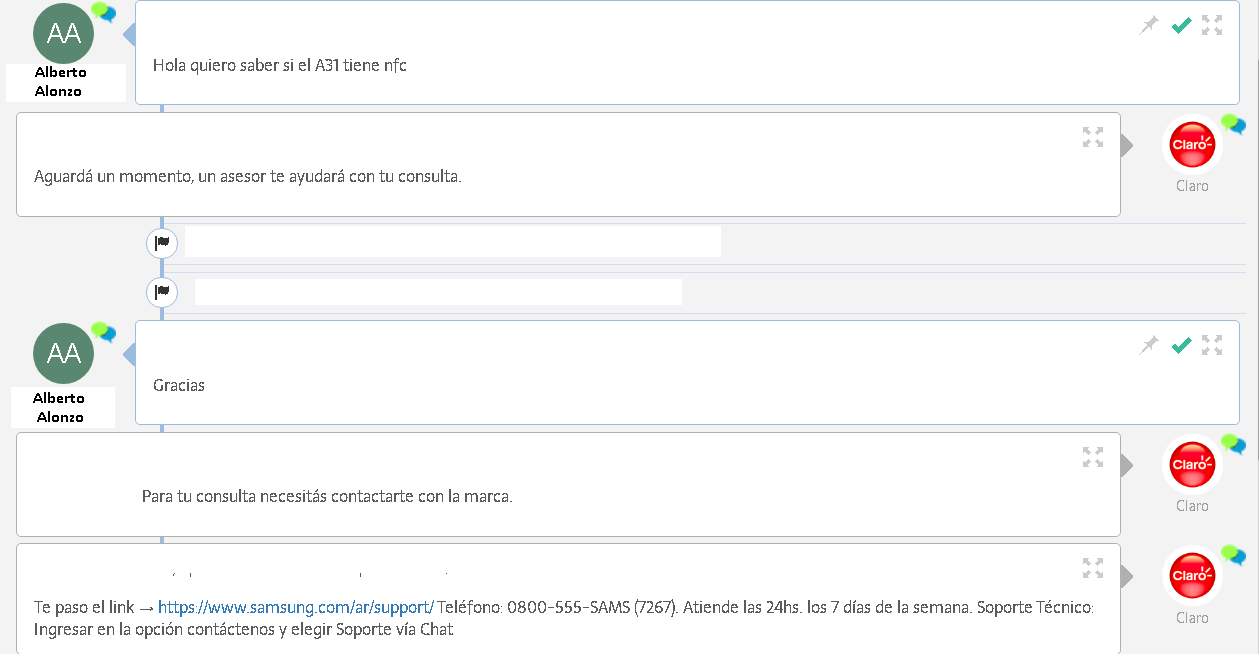 AA
Alberto
Alonzo
Hola quiero saber si el A31 tiene nfc
Aguardá un momento, un asesor te ayudará con tu consulta.
Claro
Claro
AA
Alberto
Alonzo
Gracias
Para tu consulta necesitás contactarte con la marca.
Claro
Claro
Te paso el link → https://www.samsung.com/ar/support/ Teléfono: 0800-555-SAMS (7267). Atiende las 24hs. los 7 días de la semana. Soporte Técnico:
Ingresar en la opción contáctenos y elegir Soporte vía Chat
Claro
Claro